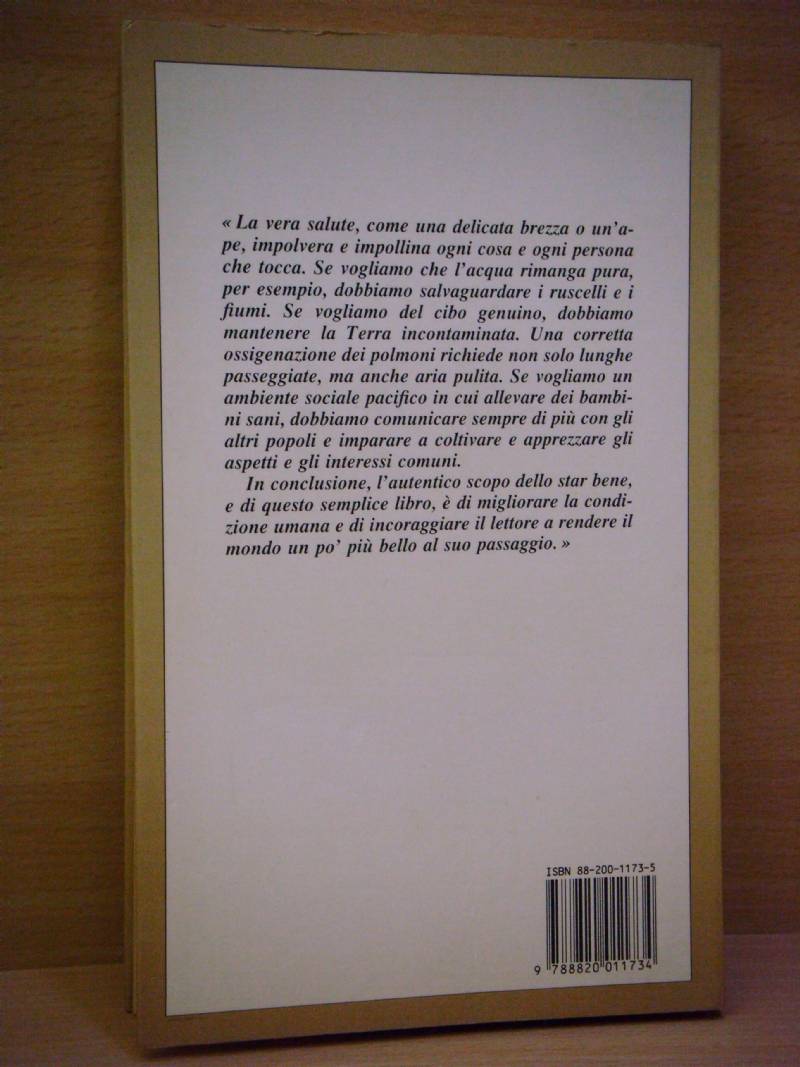 « La vera salute, come una delicata brezza o un'a-
pe, impolvera e impollina ogni cosa e ogni persona
che tocca. Se vogliamo che l'acqua rimanga pura,
per esempio, dobbiamo salvaguardare i ruscelli e i
fiumi. Se vogliamo del cibo genuino, dobbiamo
mantenere la Terra incontaminata. Una corretta
ossigenazione dei polmoni richiede non solo lunghe
passeggiate, ma anche aria pulita. Se vogliamo un
ambiente sociale pacifico in cui allevare dei bambi-
ni sani, dobbiamo comunicare sempre di più con gli
altri popoli e imparare a coltivare e apprezzare gli
aspetti e gli interessi comuni.
In conclusione, l'autentico scopo dello star bene,
e di questo semplice libro, è di migliorare la condi-
zione umana e di incoraggiare il lettore a rendere il
mondo un po' più bello al suo passaggio. »
ISBN 88-200-1173-5
9 788820 011734